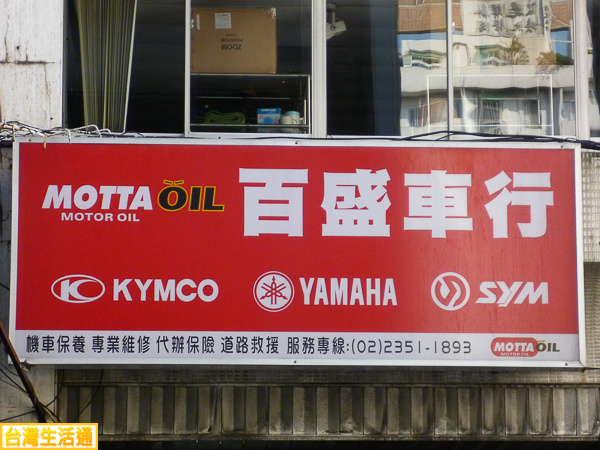 MOTTA OIL 百盛車行
MOTOR OIL
KYMCO YAMAHA SYM
機車保養 專業維修 代辦保險 道路救援 服務專線:(02)2351-1893 MOTTA OIL
MOTOR OIL
台灣生活通